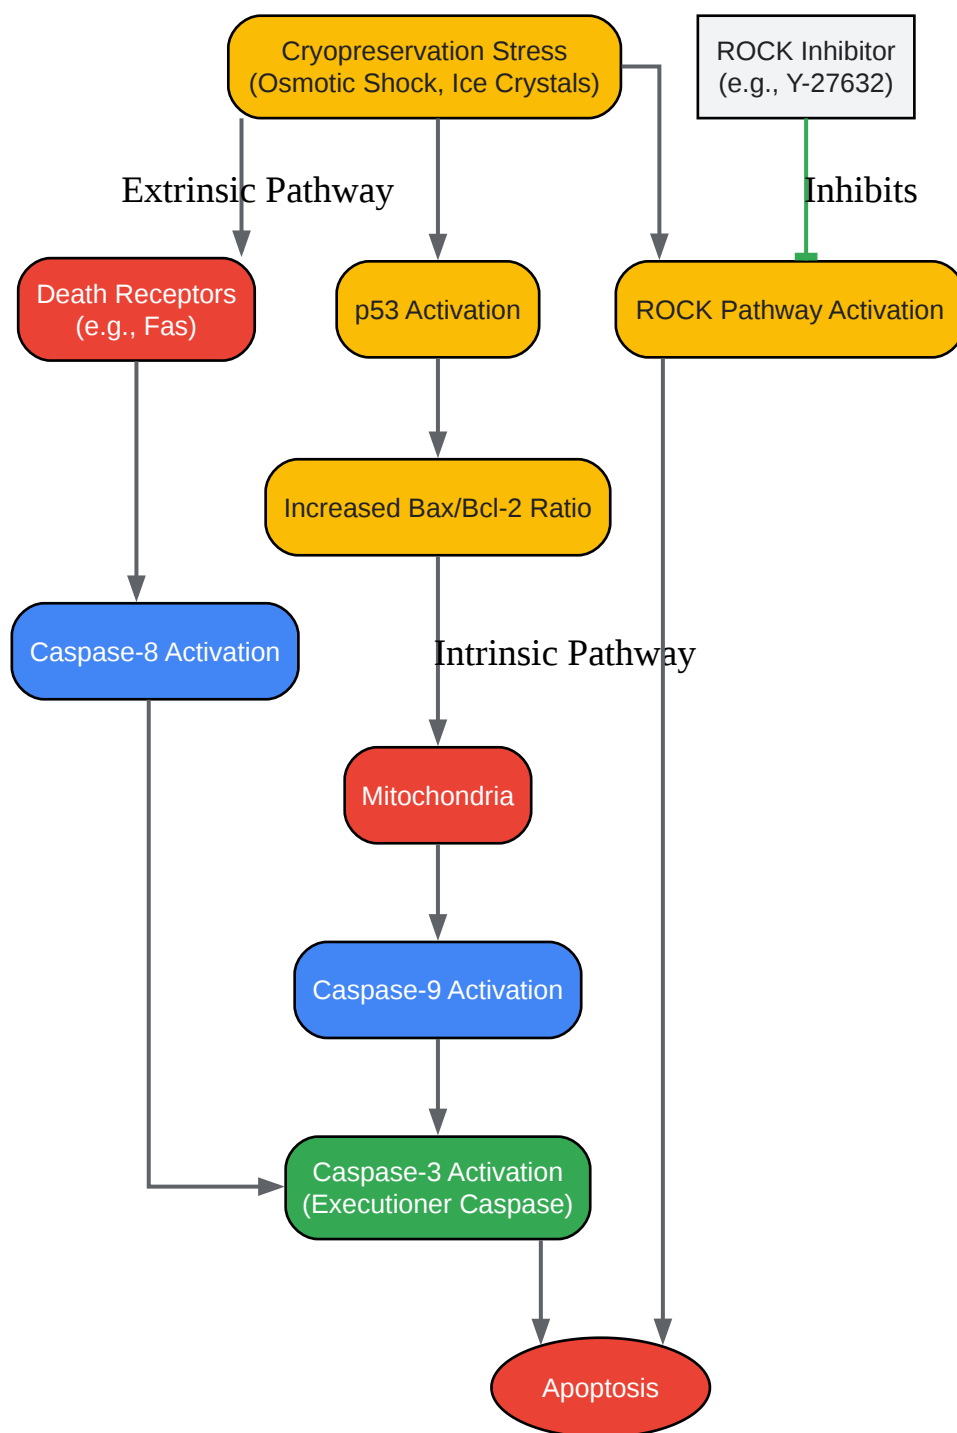 Cryopreservation Stress
(Osmotic Shock, Ice Crystals)
ROCK Inhibitor
(e.g., Y-27632)
Extrinsic Pathway
Inhibits
Death Receptors
(e.g., Fas)
p53 Activation
ROCK Pathway Activation
Increased Bax/Bcl-2 Ratio
Caspase-8 Activation
Intrinsic Pathway
Mitochondria
Caspase-9 Activation
Caspase-3 Activation
(Executioner Caspase)
Apoptosis